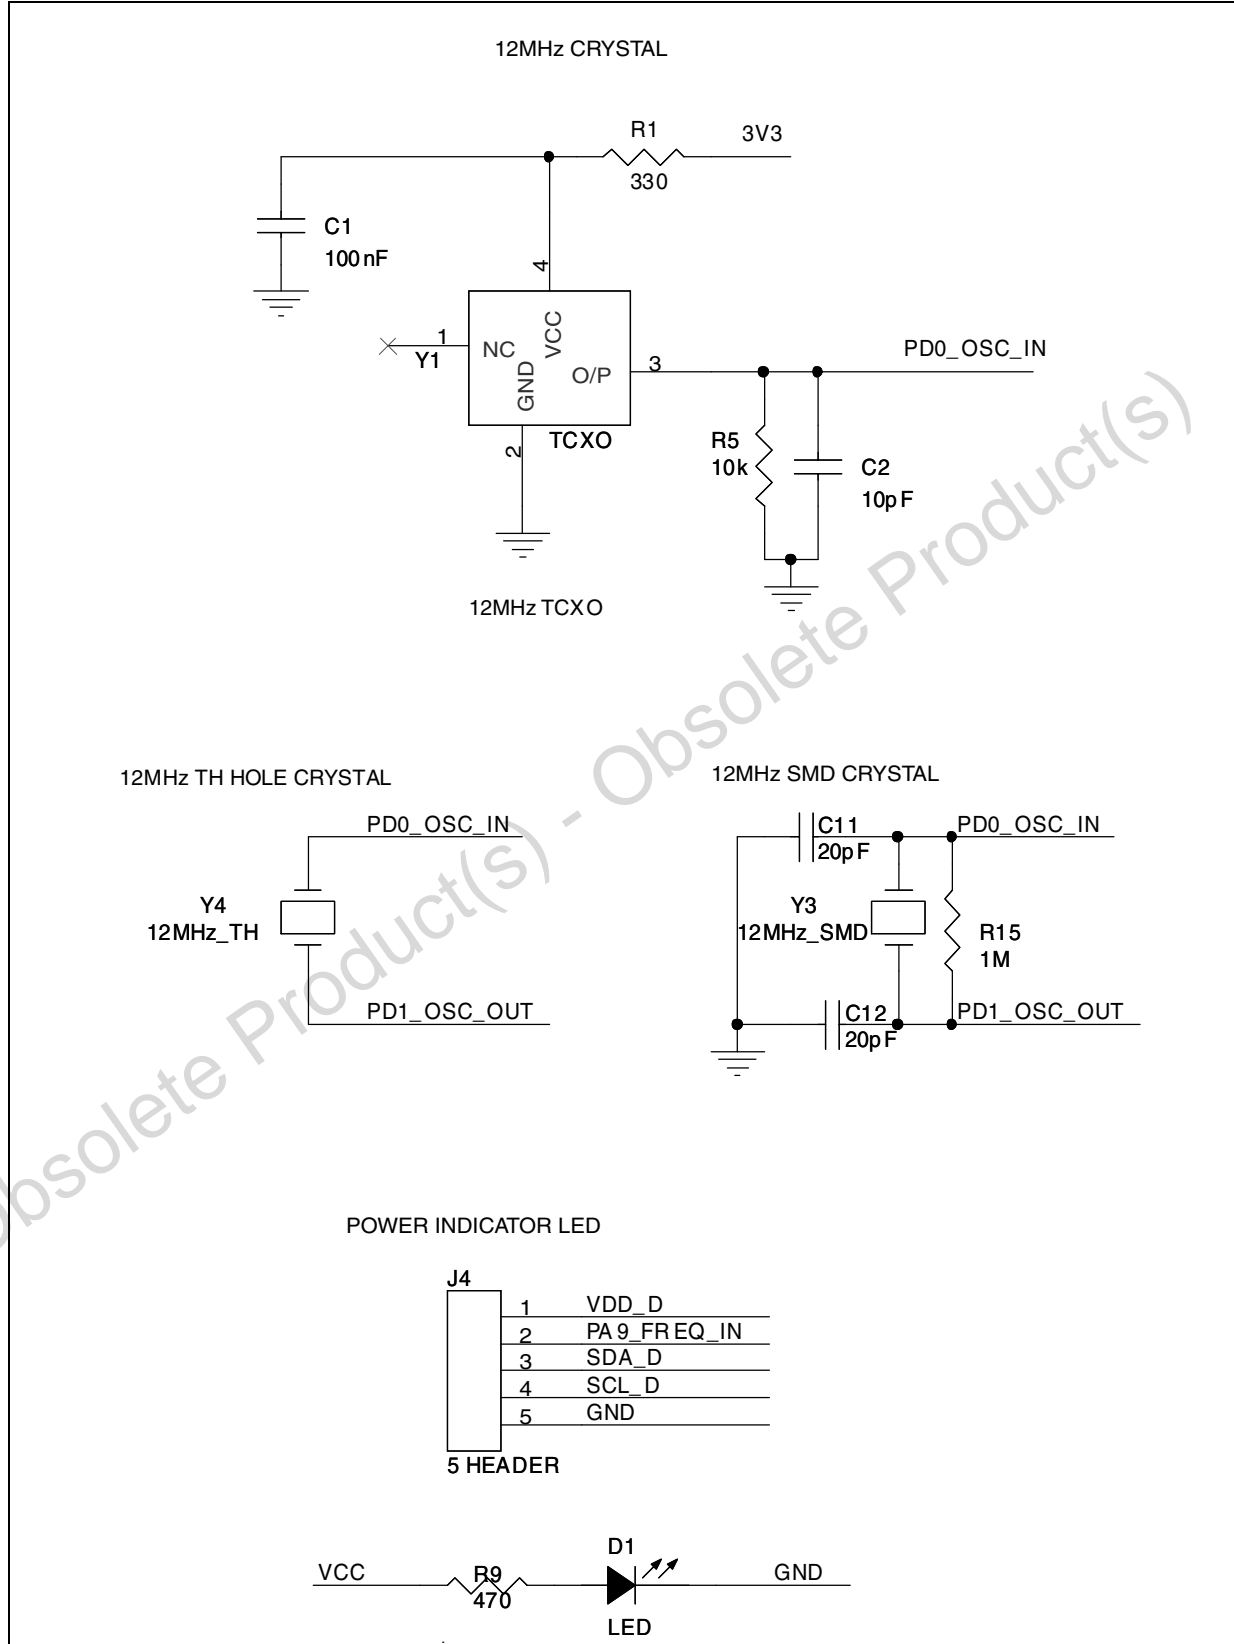 12MHz CRYSTAL
R1
3V3
330
C1
100nF
4
1
Y1
NC
VCC
GND
O/P
3
PD0_OSC_IN
TCXO
2
R5
10k
C2
10pF
12MHz TCXO
12MHz TH HOLE CRYSTAL
PD0_OSC_IN
Y4
12MHz_TH
PD1_OSC_OUT
12MHz SMD CRYSTAL
C11
20pF
PD0_OSC_IN
Y3
12MHz_SMD
R15
1M
C12
20pF
PD1_OSC_OUT
POWER INDICATOR LED
J4
1 VDD_D
2 PA9_FREQ_IN
3 SDA_D
4 SCL_D
5 GND
5 HEADER
VCC
R9
470
D1
LED
GND
Obsolete Product(s) - Obsolete Product(s)